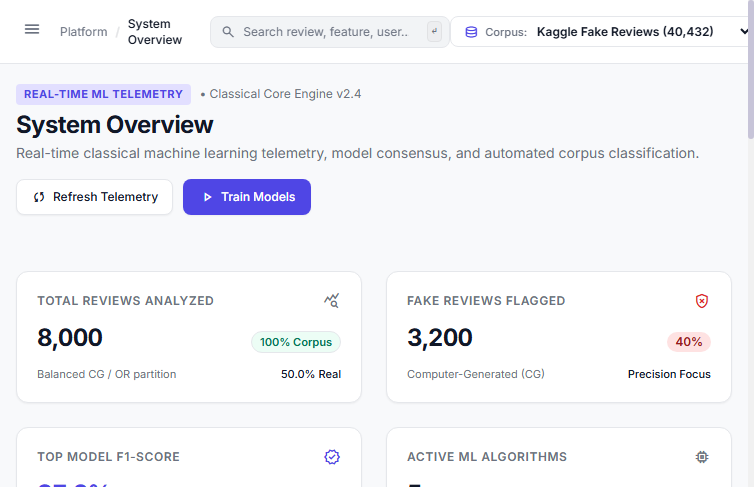 Platform / System Overview
Search review, feature, user..
Corpus: Kaggle Fake Reviews (40,432)
REAL-TIME ML TELEMETRY • Classical Core Engine v2.4
System Overview
Real-time classical machine learning telemetry, model consensus, and automated corpus classification.
Refresh Telemetry
Train Models
TOTAL REVIEWS ANALYZED
8,000
100% Corpus
Balanced CG / OR partition
50.0% Real
FAKE REVIEWS FLAGGED
3,200
40%
Computer-Generated (CG)
Precision Focus
TOP MODEL F1-SCORE
ACTIVE ML ALGORITHMS